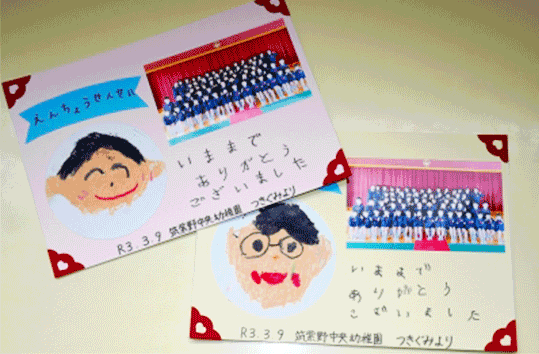 えんちょうせんせい
いままで
ありがとう
ございました
R3.3.9 筑紫野中央幼稚園 つきぐみより
いままで
ありがとう
ございました
R3.3.9 筑紫野中央幼稚園 つきぐみより